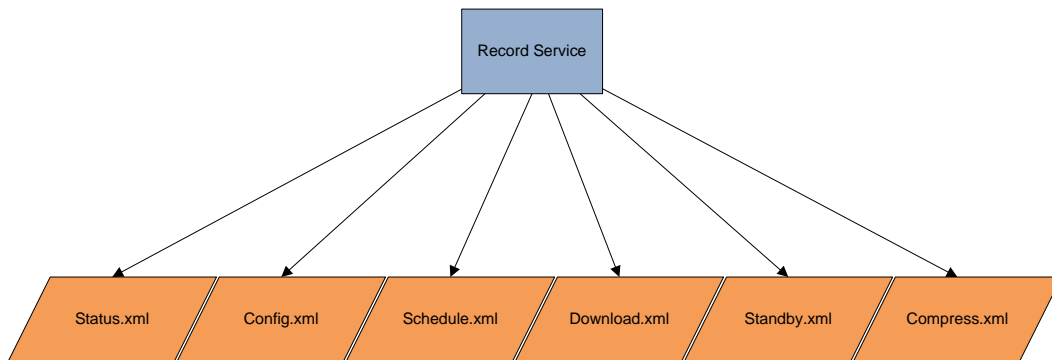 Record Service
Status.xml
Config.xml
Schedule.xml
Download.xml
Standby.xml
Compress.xml